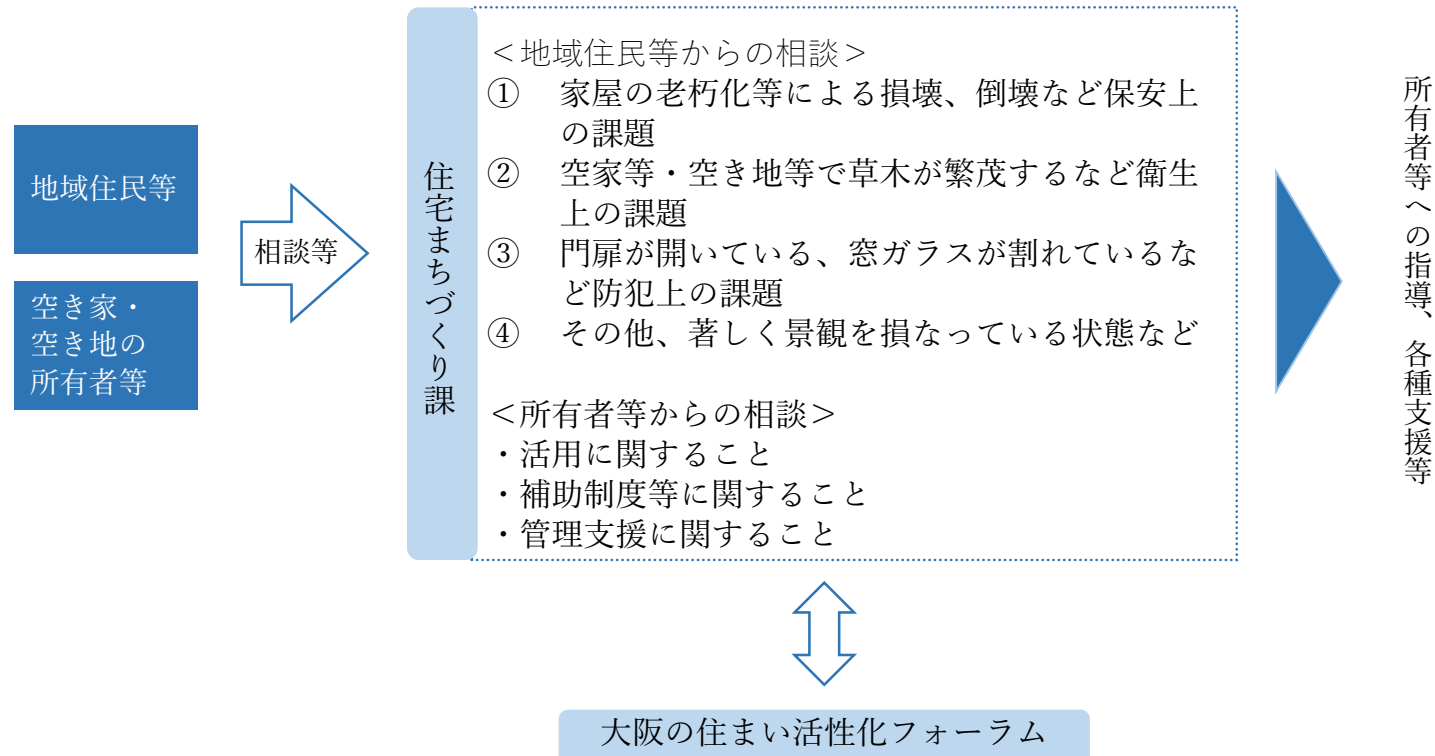 地域住民等
空き家・
空き地の
所有者等
相談等
住宅まちづくり課
＜地域住民等からの相談＞
① 家屋の老朽化等による損壊、倒壊など保安上
の課題
② 空家等・空き地等で草木が繁茂するなど衛生
上の課題
③ 門扉が開いている、窓ガラスが割れているな
ど防犯上の課題
④ その他、著しく景観を損なっている状態など
＜所有者等からの相談＞
・活用に関すること
・補助制度等に関すること
・管理支援に関すること
所有者等への指導、各種支援等
大阪の住まい活性化フォーラム